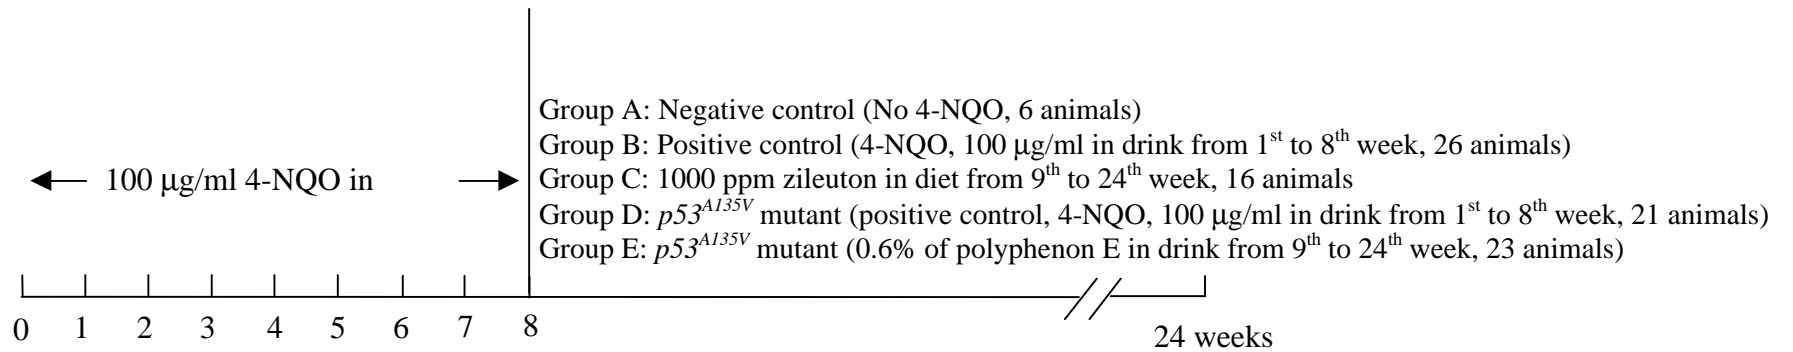 Group A: Negative control (No 4-NQO, 6 animals)
Group B: Positive control (4-NQO, 100 μg/ml in drink from 1st to 8th week, 26 animals)
100 μg/ml 4-NQO in
Group C: 1000 ppm zileuton in diet from 9th to 24th week, 16 animals
Group D: p53A135V mutant (positive control, 4-NQO, 100 μg/ml in drink from 1st to 8th week, 21 animals)
Group E: p53A135V mutant (0.6% of polyphenon E in drink from 9th to 24th week, 23 animals)
0 1 2 3 4 5 6 7 8
24 weeks